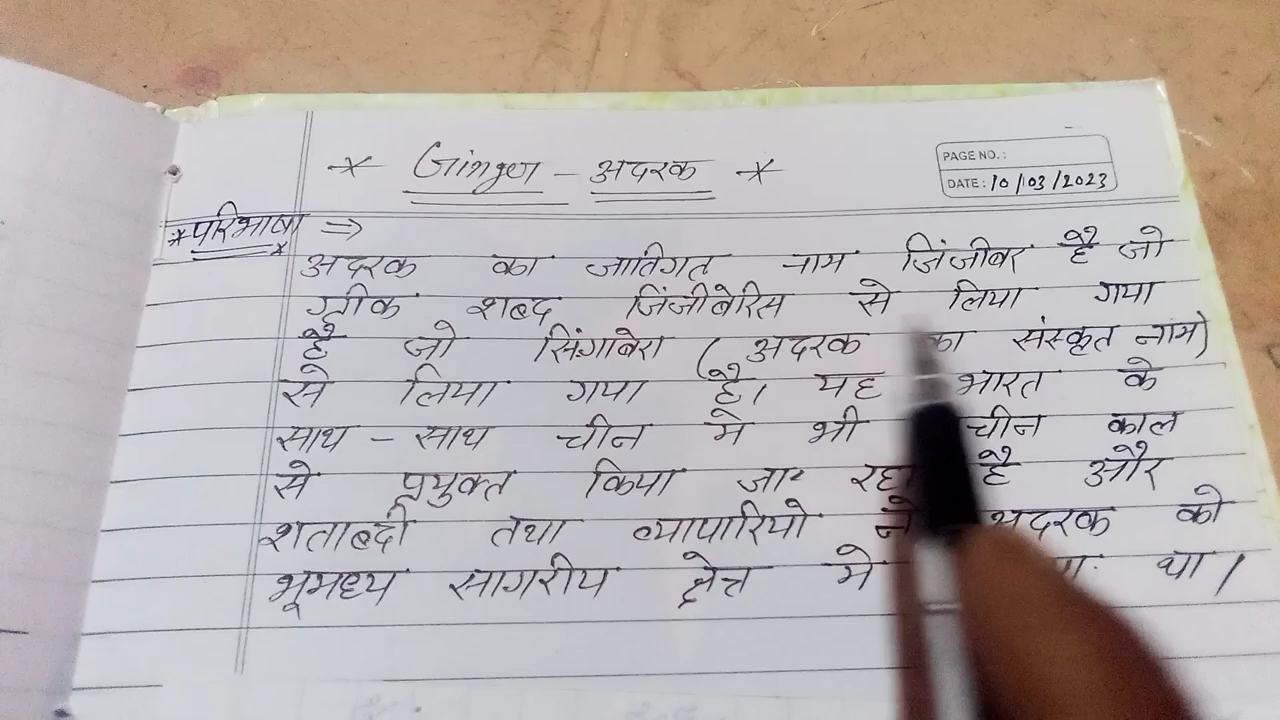 * Ginger - अदरक *
PAGE NO.:
DATE: 10/03/2023
*परिभाषा* ⇒
अदरक का जातिगत नाम जिंजीबर है जो
ग्रीक शब्द जिंजीबेरिस से लिया गया
है जो सिंगाबेरा (अदरक का संस्कृत नाम)
से लिया गया है। यह भारत के
साथ - साथ चीन मे भी चीन काल
से प्रयुक्त किया जा रहा है और
शताब्दी तथा व्यापारियो ने अदरक को
भूमध्य सागरीय क्षेत्र मे था।